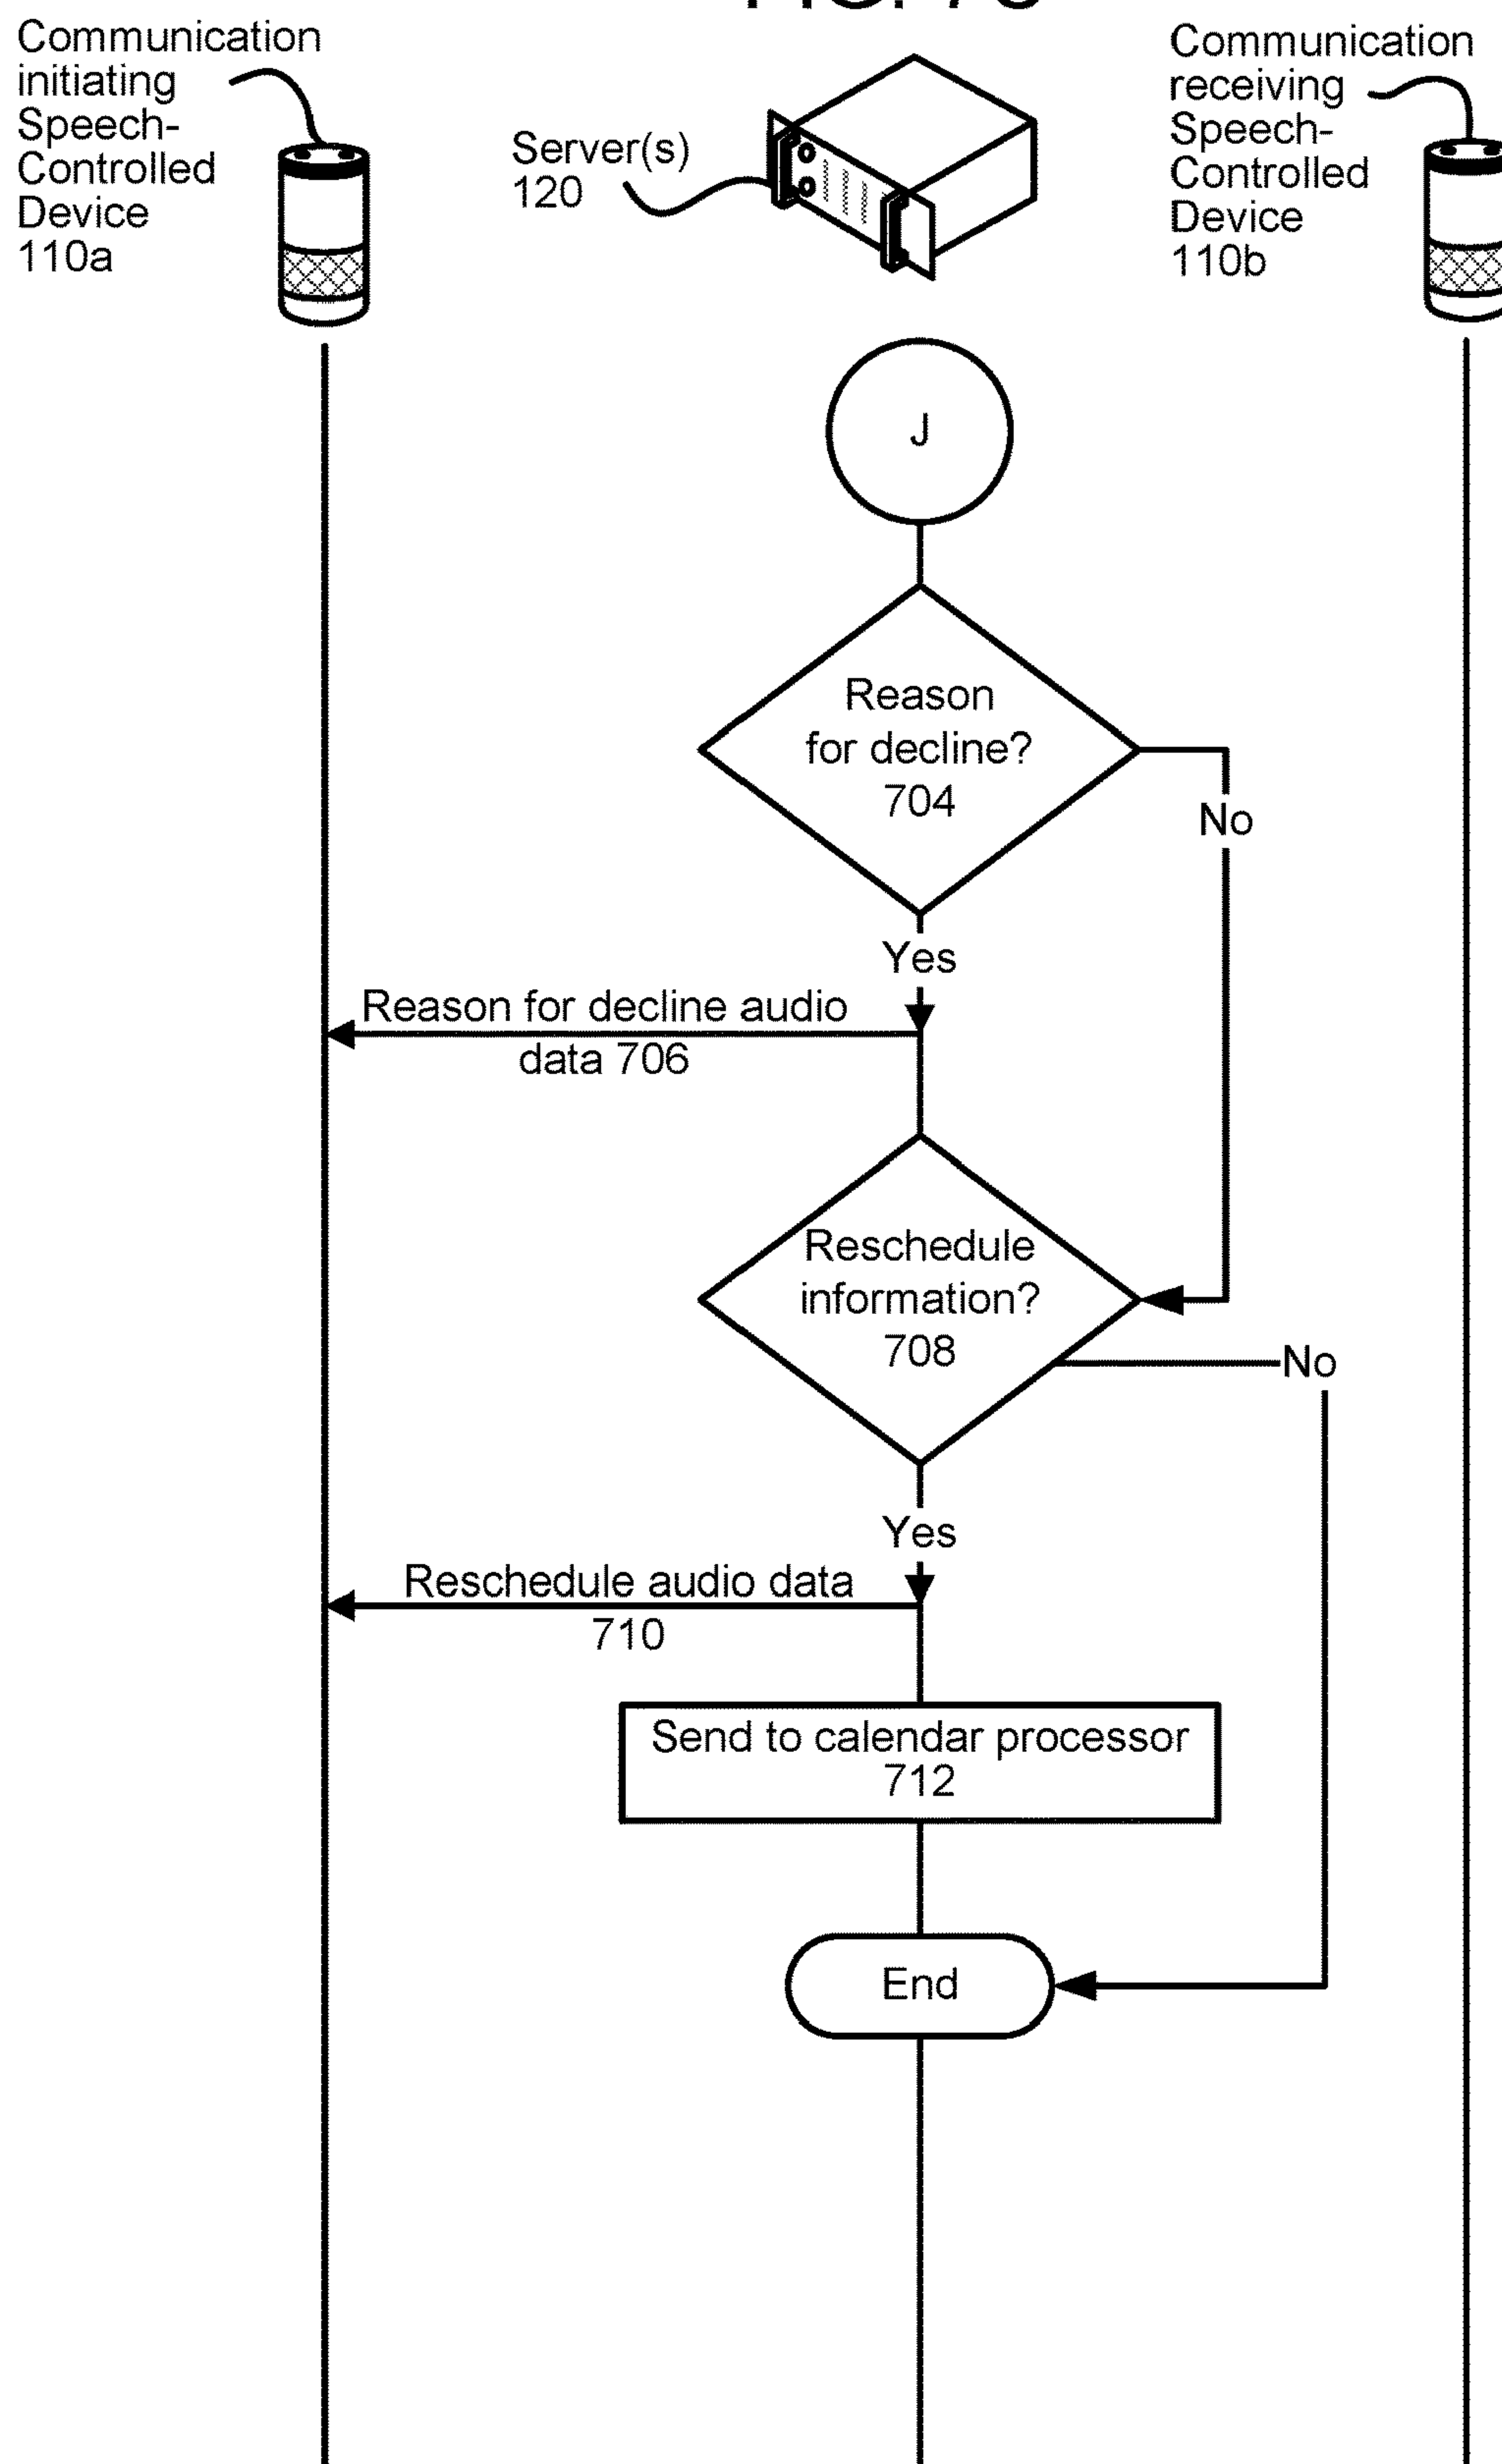 Communication
initiating
Speech-
Controlled
Device
110a
Server(s)
120
Communication
receiving
Speech-
Controlled
Device
110b
J
Reason
for decline?
704
No
Yes
Reason for decline audio
data 706
Reschedule
information?
708
No
Yes
Reschedule audio data
710
Send to calendar processor
712
End